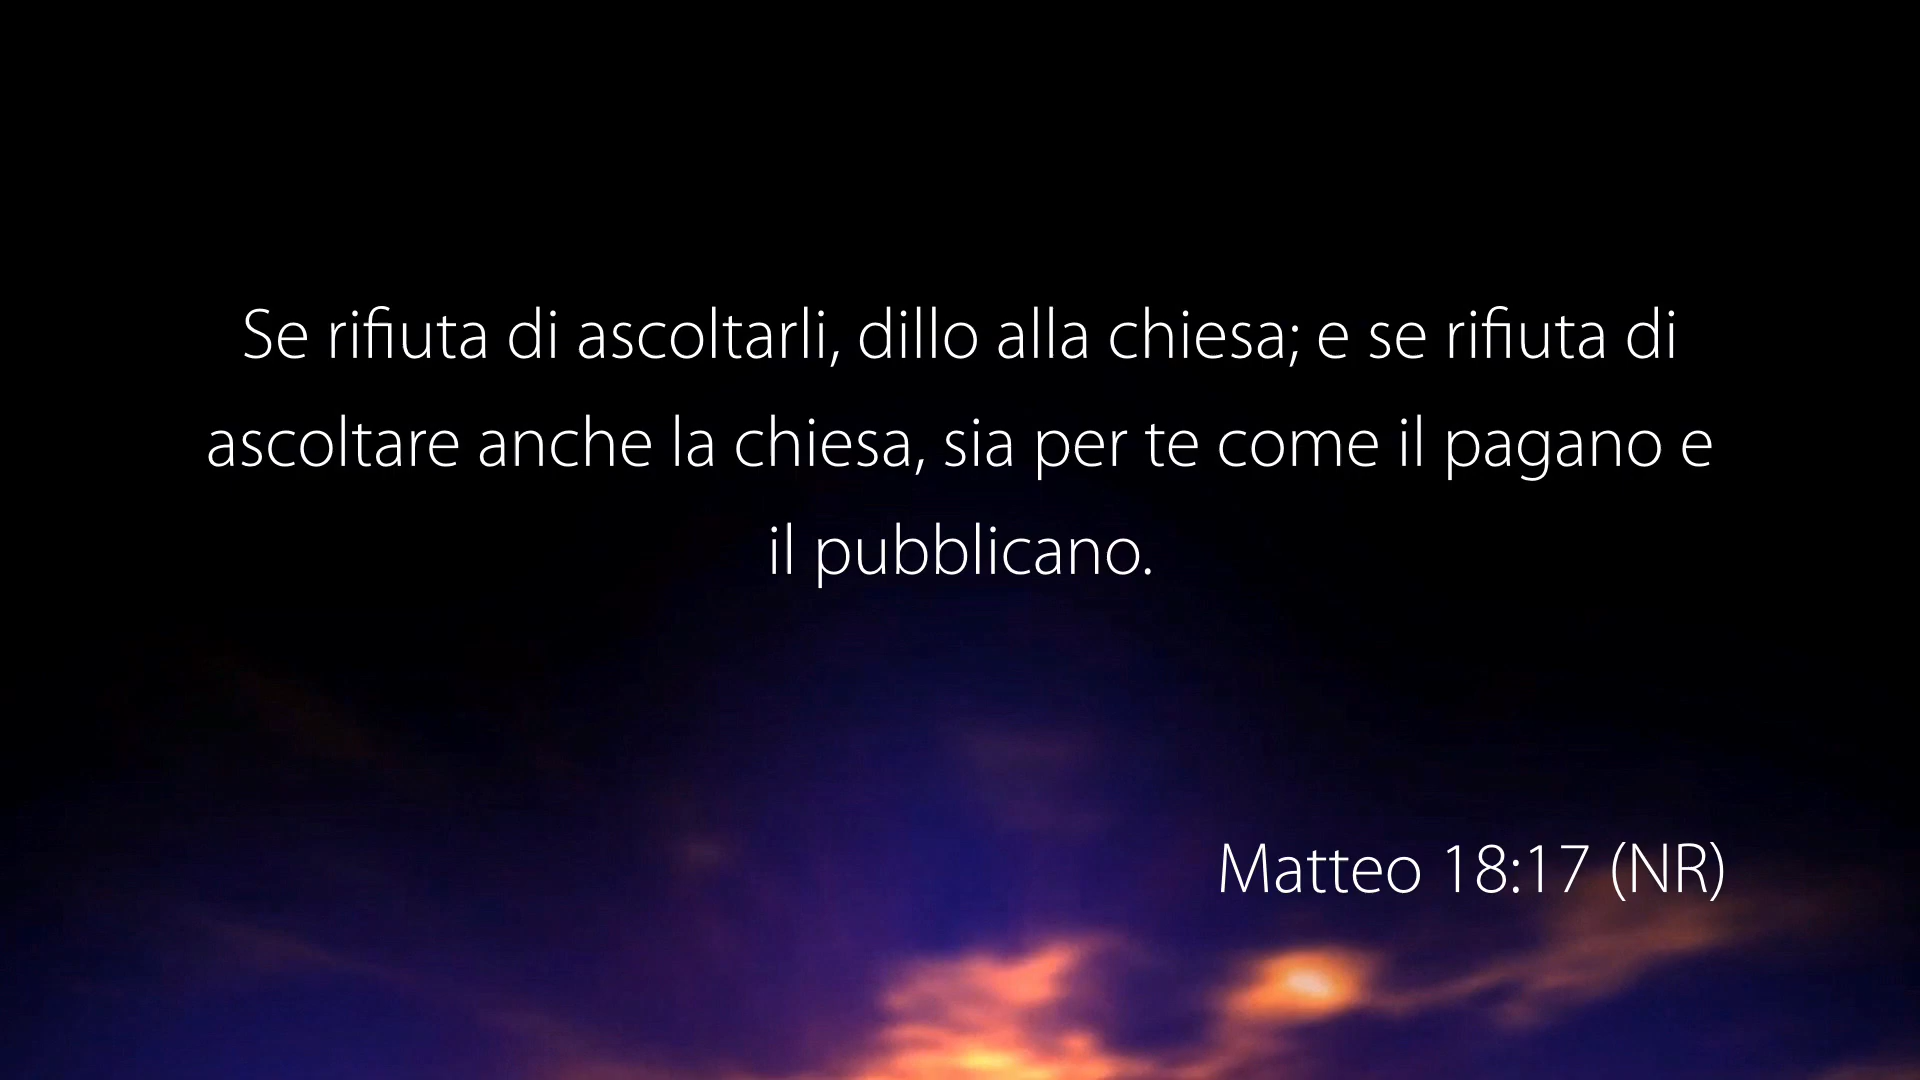 Se rifiuta di ascoltarli, dillo alla chiesa; e se rifiuta di
ascoltare anche la chiesa, sia per te come il pagano e
il pubblicano.
Matteo 18:17 (NR)